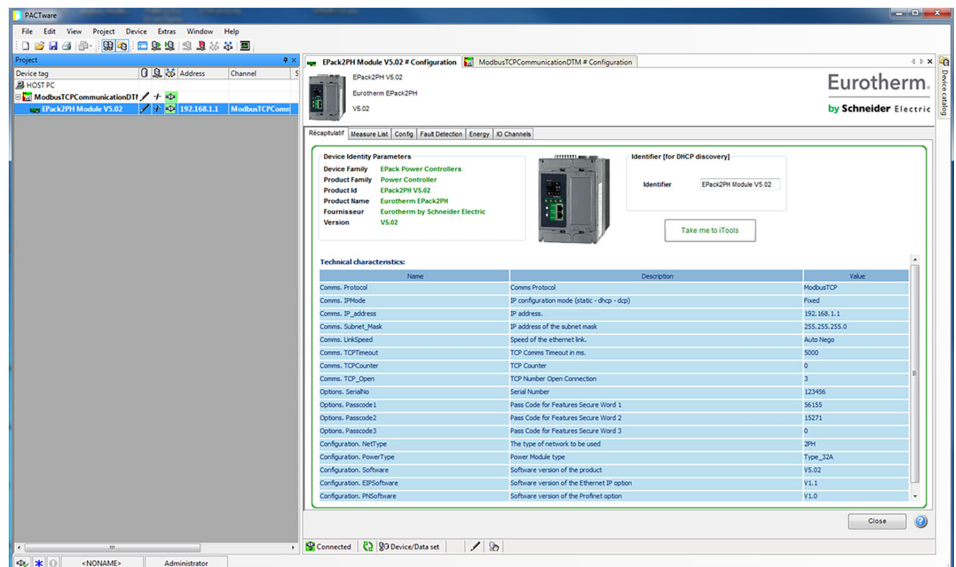 PACTware
File Edit View Project Device Extras Window Help
Project
Device tag Address Channel S
HOST PC
ModbusTCPCommunicationDTM
EPack2PH Module V5.02 192.168.1.1 ModbusTCPComm
EPack2PH Module V5.02 # Configuration ModbusTCPCommunicationDTM # Configuration
EPack2PH V6.02
Eurotherm EPack2PH
V6.02
Eurotherm.
by Schneider Electric
Device catalog
Récapitulatif Measure List Config Fault Detection Energy IO Channels
Device Identity Parameters
Device Family EPack Power Controllers
Product Family Power Controller
Product Id EPack2PH V5.02
Product Name Eurotherm EPack2PH
Fournisseur Eurotherm by Schneider Electric
Version V5.02
Identifier [for DHCP discovery]
Identifier EPack2PH Module V5.02
Take me to iTools
Technical characteristics:
Name Description Value
Comms. Protocol Comms Protocol ModbusTCP
Comms. IPMode IP configuration mode (static - dhcp - dcp) Fixed
Comms. IP_address IP address. 192.168.1.1
Comms. Subnet_Mask IP address of the subnet mask 255.255.255.0
Comms. LinkSpeed Speed of the ethernet link. Auto Nego
Comms. TCPTimeout TCP Comms Timeout in ms. 5000
Comms. TCPCounter TCP Counter 0
Comms. TCP_Open TCP Number Open Connection 3
Options. SerialNo Serial Number 123456
Options. Passcode1 Pass Code for Features Secure Word 1 56155
Options. Passcode2 Pass Code for Features Secure Word 2 15271
Options. Passcode3 Pass Code for Features Secure Word 3 0
Configuration. NetType The type of network to be used 2PH
Configuration. PowerType Power Module type Type_32A
Configuration. Software Software version of the product V5.02
Configuration. EIPSoftware Software version of the Ethernet IP option V1.1
Configuration. PNSoftware Software version of the Profinet option V1.0
Close
Connected Device/Data set
<NONAME> Administrator